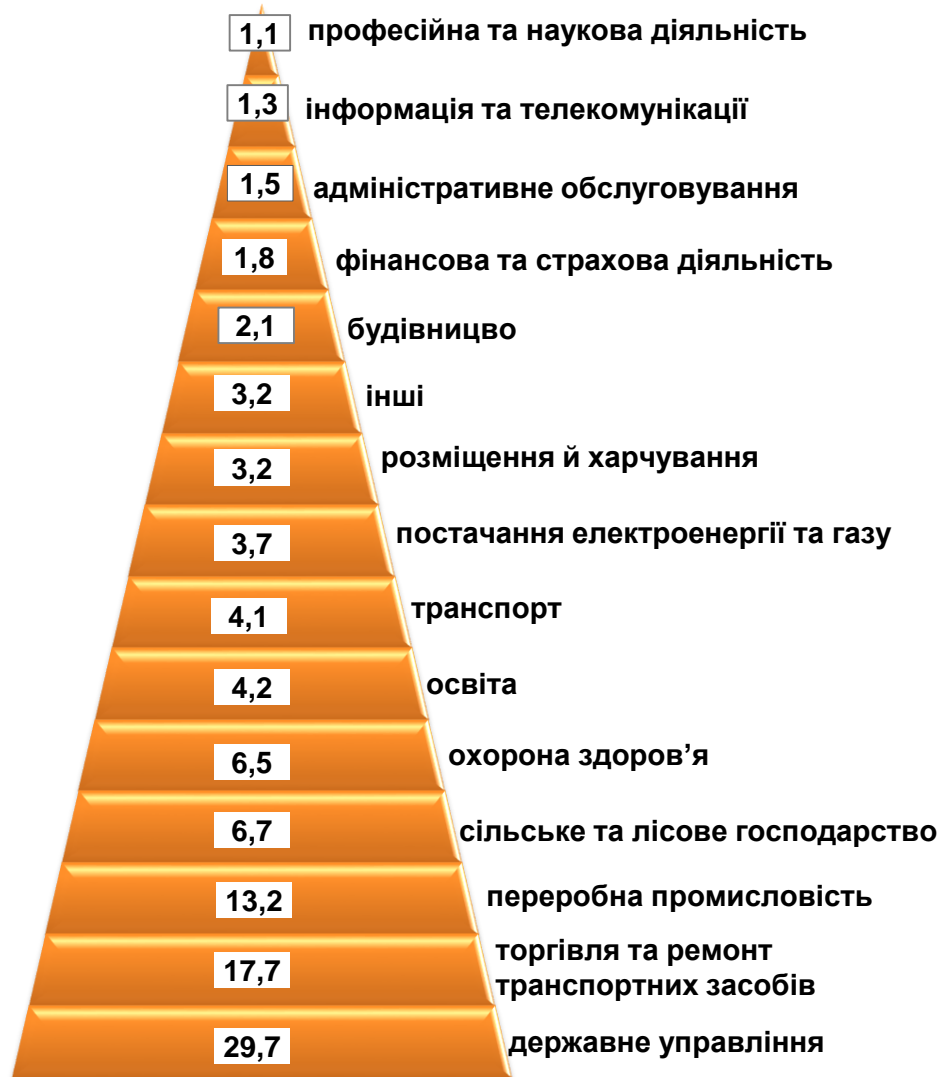 1,1 професійна та наукова діяльність
1,3 інформація та телекомунікації
1,5 адміністративне обслуговування
1,8 фінансова та страхова діяльність
2,1 будівницво
3,2 інші
3,2 розміщення й харчування
3,7 постачання електроенергії та газу
4,1 транспорт
4,2 освіта
6,5 охорона здоров’я
6,7 сільське та лісове господарство
13,2 переробна промисловість
17,7 торгівля та ремонт
транспортних засобів
29,7 державне управління